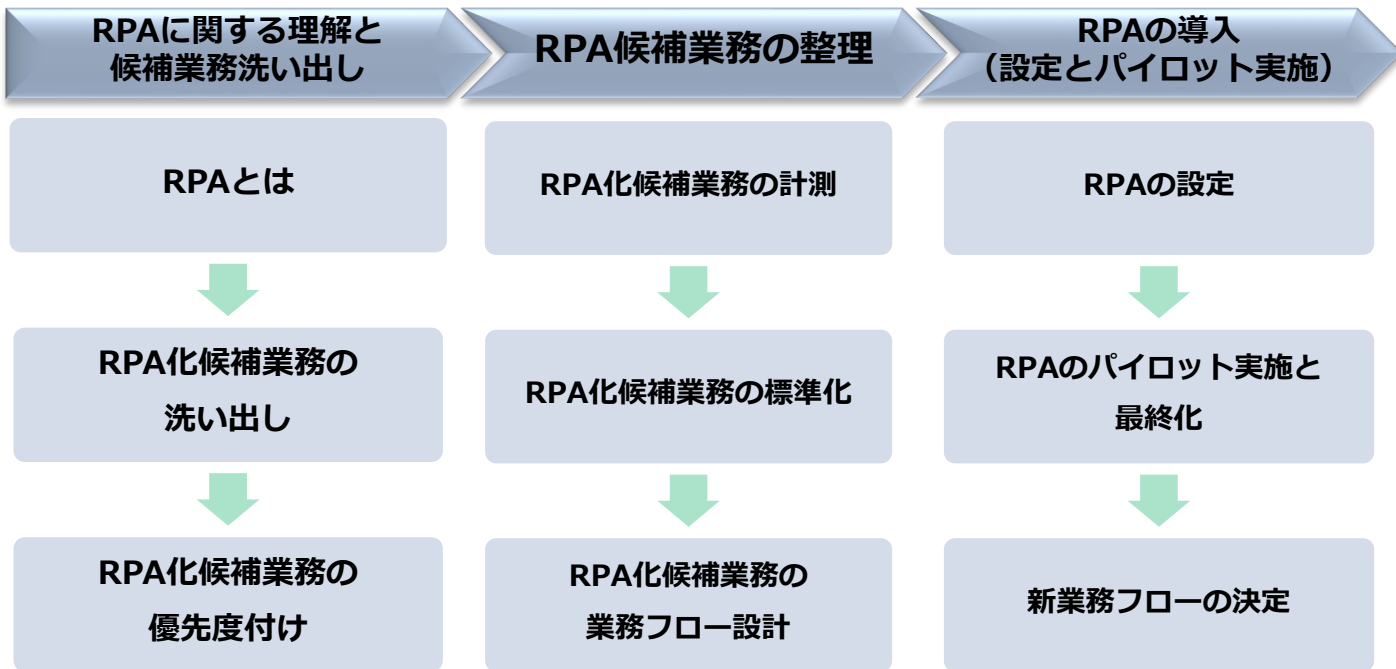 RPAに関する理解と
候補業務洗い出し
RPA候補業務の整理
RPAの導入
（設定とパイロット実施）
RPAとは
RPA化候補業務の
洗い出し
RPA化候補業務の
優先度付け
RPA化候補業務の計測
RPA化候補業務の標準化
RPA化候補業務の
業務フロー設計
RPAの設定
RPAのパイロット実施と
最終化
新業務フローの決定